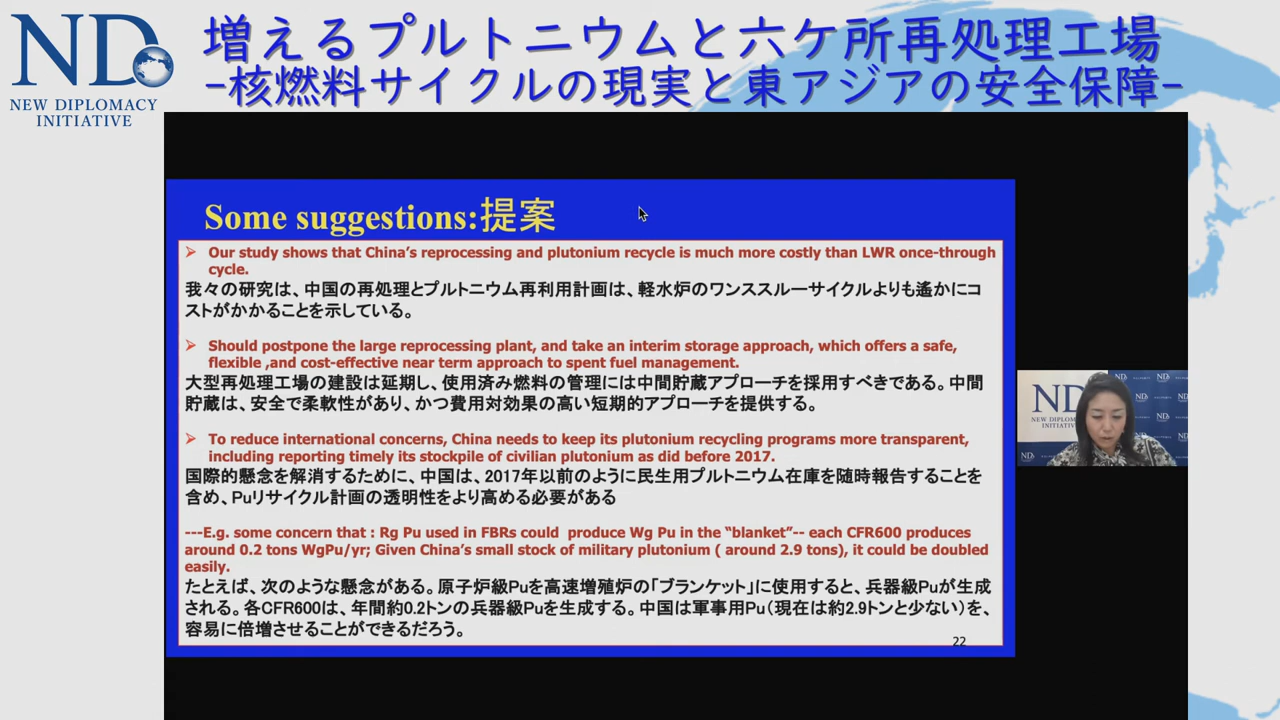 ND
NEW DIPLOMACY
INITIATIVE
増えるプルトニウムと六ケ所再処理工場
-核燃料サイクルの現実と東アジアの安全保障-
Some suggestions:提案
➢ Our study shows that China's reprocessing and plutonium recycle is much more costly than LWR once-through
cycle.
我々の研究は、中国の再処理とプルトニウム再利用計画は、軽水炉のワンススルーサイクルよりも遙かにコ
ストがかかることを示している。
➢ Should postpone the large reprocessing plant, and take an interim storage approach, which offers a safe,
flexible ,and cost-effective near term approach to spent fuel management.
大型再処理工場の建設は延期し、使用済み燃料の管理には中間貯蔵アプローチを採用すべきである。中間
貯蔵は、安全で柔軟性があり、かつ費用対効果の高い短期的アプローチを提供する。
➢ To reduce international concerns, China needs to keep its plutonium recycling programs more transparent,
including reporting timely its stockpile of civilian plutonium as did before 2017.
国際的懸念を解消するために、中国は、2017年以前のように民生用プルトニウム在庫を随時報告することを
含め、Puリサイクル計画の透明性をより高める必要がある
---E.g. some concern that : Rg Pu used in FBRs could produce Wg Pu in the "blanket"-- each CFR600 produces
around 0.2 tons WgPu/yr; Given China's small stock of military plutonium ( around 2.9 tons), it could be doubled
easily.
たとえば、次のような懸念がある。原子炉級Puを高速増殖炉の「ブランケット」に使用すると、兵器級Puが生成
される。各CFR600は、年間約0.2トンの兵器級Puを生成する。中国は軍事用Pu(現在は約2.9トンと少ない)を、
容易に倍増させることができるだろう。
22
ND
NEW DIPLOM
INITIATIVE